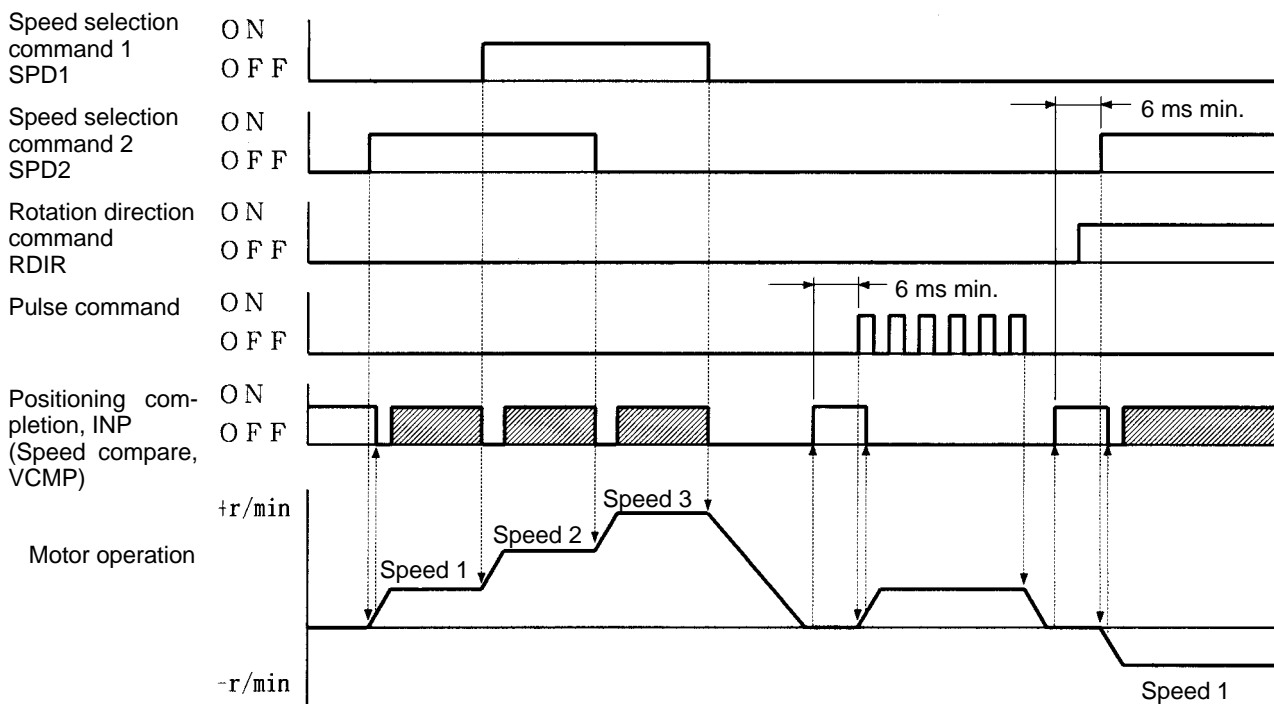 Speed selection
command 1
SPD1
ON
OFF
Speed selection
command 2
SPD2
ON
OFF
6 ms min.
Rotation direction
command
RDIR
ON
OFF
Pulse command
ON
OFF
6 ms min.
Positioning com-
pletion, INP
(Speed compare,
VCMP)
ON
OFF
Motor operation
+r/min
Speed 1
Speed 2
Speed 3
-r/min
Speed 1